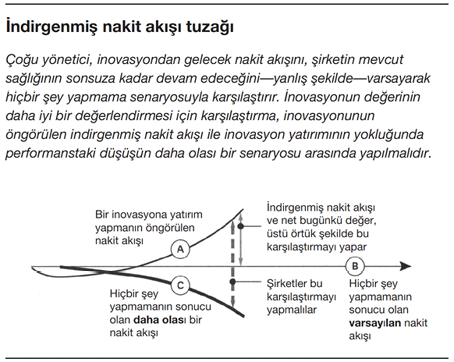 İndirgenmiş nakit akışı tuzağı
Çoğu yönetici, inovasyondan gelecek nakit akışını, şirketin mevcut
sağlığının sonsuza kadar devam edeceğini—yanlış şekilde—varsayarak
hiçbir şey yapmama senaryosuyla karşılaştırır. İnovasyonun değerinin
daha iyi bir değerlendirmesi için karşılaştırma, inovasyonunun
öngörülen indirgenmiş nakit akışı ile inovasyon yatırımının yokluğunda
performanstaki düşüşün daha olası bir senaryosu arasında yapılmalıdır.
Bir inovasyona yatırım
yapmanın öngörülen nakit
akışı
A
İndirgenmiş nakit akışı
ve net bugünkü değer,
üstü örtük şekilde bu
karşılaştırmayı yapar
B
C
Hiçbir şey
yapmamanın sonucu
olan daha olası bir
nakit akışı
Şirketler bu
karşılaştırmayı
yapmalılar
Hiçbir şey
yapmamanın
sonucu olan
varsayılan nakit
akışı